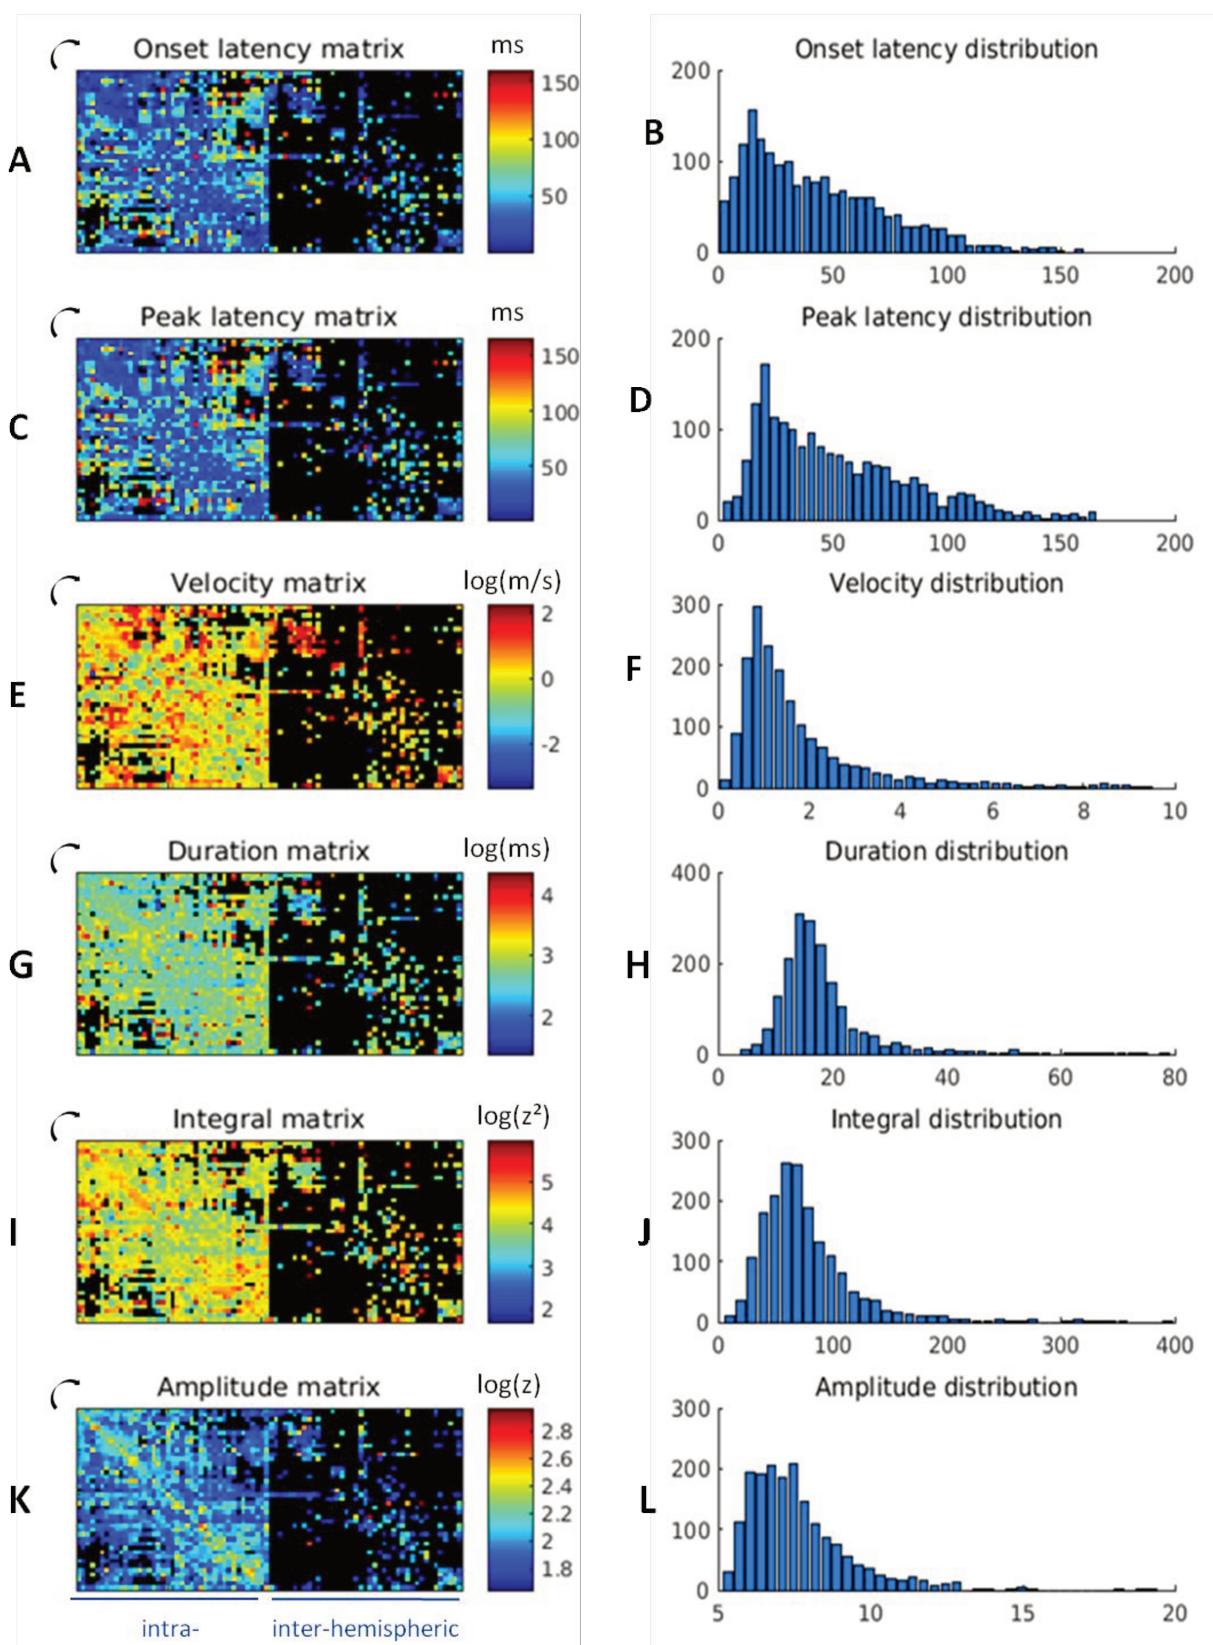 Onset latency matrix
ms
150
100
50
A
Onset latency distribution
200
100
0
0 50 100 150 200
B
Peak latency matrix
ms
150
100
50
C
Peak latency distribution
200
100
0
0 50 100 150 200
D
Velocity matrix
log(m/s)
2
0
-2
E
Velocity distribution
300
200
100
0
0 2 4 6 8 10
F
Duration matrix
log(ms)
4
3
2
G
Duration distribution
400
200
0
0 20 40 60 80
H
Integral matrix
log(z²)
5
4
3
2
I
Integral distribution
300
200
100
0
0 100 200 300 400
J
Amplitude matrix
log(z)
2.8
2.6
2.4
2.2
2
1.8
K
intra- inter-hemispheric
Amplitude distribution
300
200
100
0
5 10 15 20
L